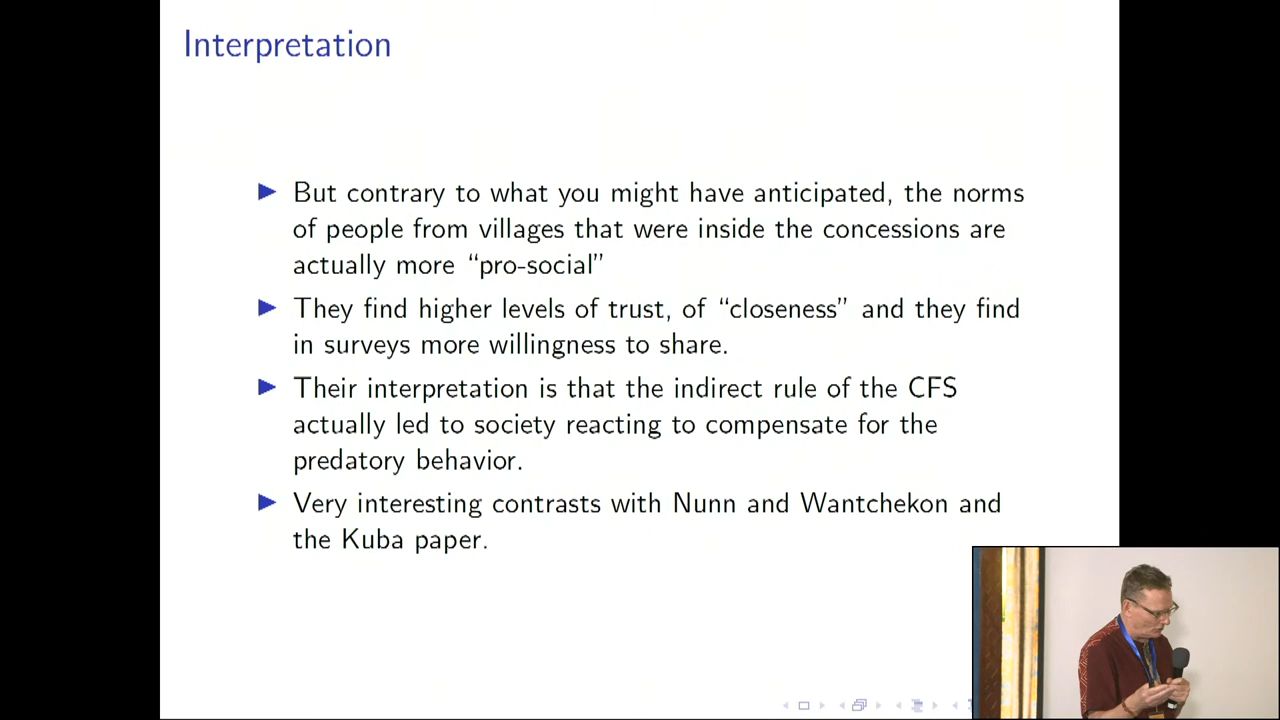 Interpretation
But contrary to what you might have anticipated, the norms
of people from villages that were inside the concessions are
actually more “pro-social”
They find higher levels of trust, of “closeness” and they find
in surveys more willingness to share.
Their interpretation is that the indirect rule of the CFS
actually led to society reacting to compensate for the
predatory behavior.
Very interesting contrasts with Nunn and Wantchekon and
the Kuba paper.